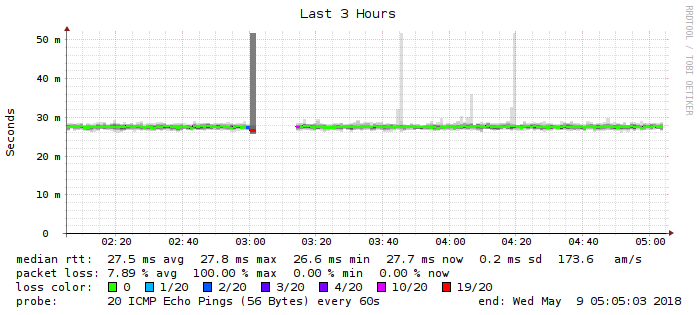 Last 3 Hours
RRDTOOL / TOBI OETIKER
Seconds
50 m
40 m
30 m
20 m
10 m
0
02:20 02:40 03:00 03:20 03:40 04:00 04:20 04:40 05:00
median rtt: 27.5 ms avg 27.8 ms max 26.6 ms min 27.7 ms now 0.2 ms sd 173.6 am/s
packet loss: 7.89 % avg 100.00 % max 0.00 % min 0.00 % now
loss color: 0 1/20 2/20 3/20 4/20 10/20 19/20
probe: 20 ICMP Echo Pings (56 Bytes) every 60s end: Wed May 9 05:05:03 2018